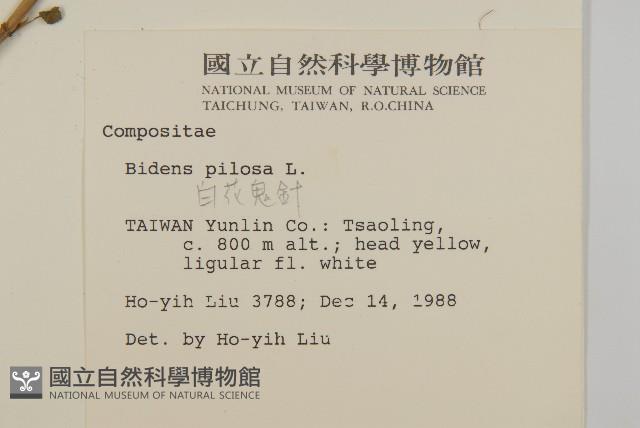 國立自然科學博物館
NATIONAL MUSEUM OF NATURAL SCIENCE
TAICHUNG, TAIWAN, R.O.CHINA
Compositae
Bidens pilosa L.
白花鬼針
TAIWAN Yunlin Co.: Tsaoling,
c. 800 m alt.; head yellow,
ligular fl. white
Ho-yih Liu 3788; Dec 14, 1988
Det. by Ho-yih Liu
國立自然科學博物館
NATIONAL MUSEUM OF NATURAL SCIENCE